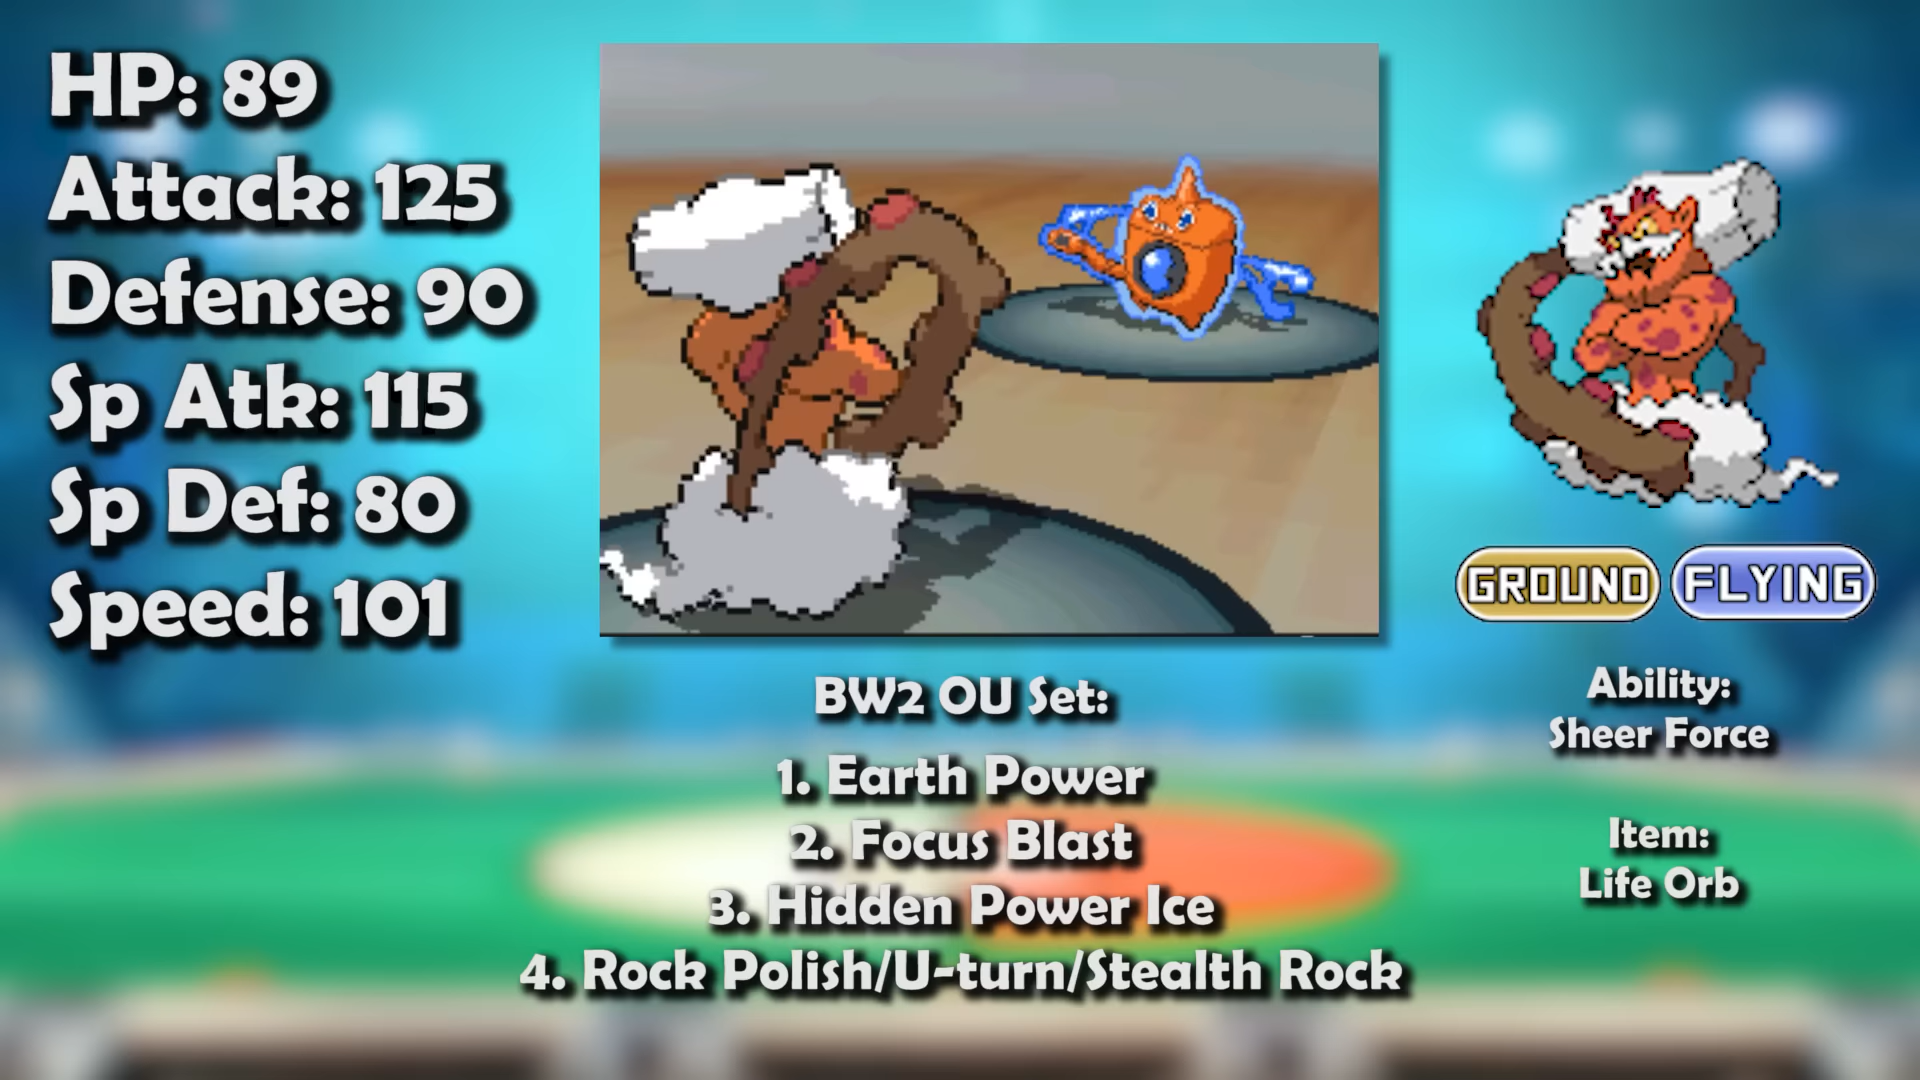 HP: 89
Attack: 125
Defense: 90
Sp Atk: 115
Sp Def: 80
Speed: 101
GROUND FLYING
Ability:
Sheer Force
Item:
Life Orb
BW2 OU Set:
1. Earth Power
2. Focus Blast
3. Hidden Power Ice
4. Rock Polish/U-turn/Stealth Rock